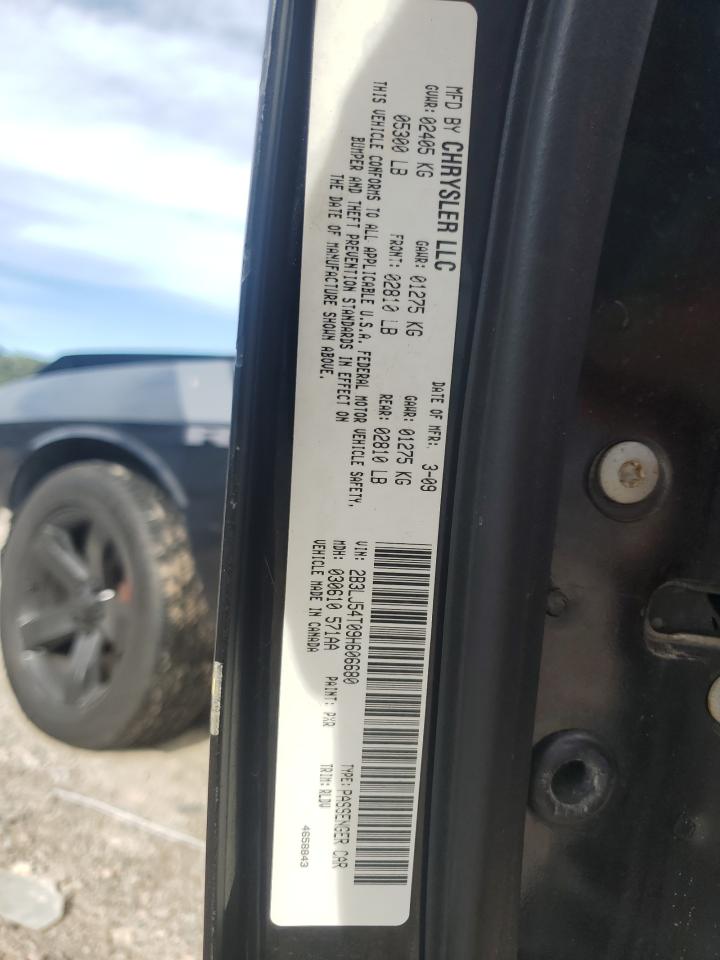 MFD BY CHRYSLER LLC DATE OF MFR: 3-09
GVWR: 02405 KG GAWR: 01275 KG GAWR: 01275 KG
05300 LB FRONT: 02810 LB REAR: 02810 LB
THIS VEHICLE CONFORMS TO ALL APPLICABLE U.S.A. FEDERAL MOTOR VEHICLE SAFETY,
BUMPER AND THEFT PREVENTION STANDARDS IN EFFECT ON
THE DATE OF MANUFACTURE SHOWN ABOVE.
VIN: 2B3LJ54T09H606680 TYPE: PASSENGER CAR
MDH: 030610 571AA PAINT: PXR TRIM: RLDV
VEHICLE MADE IN CANADA 4658843